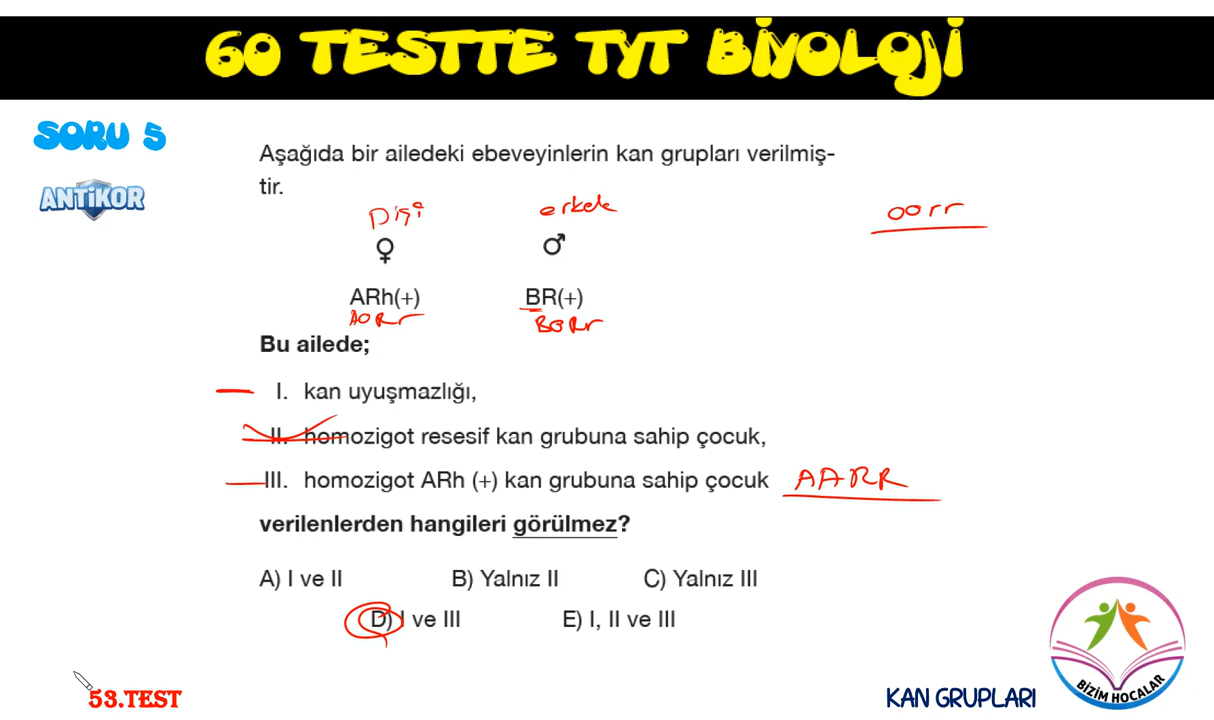 60 TESTTE TYT BİYOLOJİ
SORU 5
ANTİKOR
Aşağıda bir ailedeki ebeveyinlerin kan grupları verilmiş-
tir.
Dişi erkek
oorr
♀ ♂
ARh(+) BR(+)
AORr BORr
Bu ailede;
I. kan uyuşmazlığı,
II. homozigot resesif kan grubuna sahip çocuk,
III. homozigot ARh (+) kan grubuna sahip çocuk AARR
verilenlerden hangileri görülmez?
A) I ve II B) Yalnız II C) Yalnız III
D) I ve III E) I, II ve III
53.TEST
KAN GRUPLARI
BİZİM HOCALAR